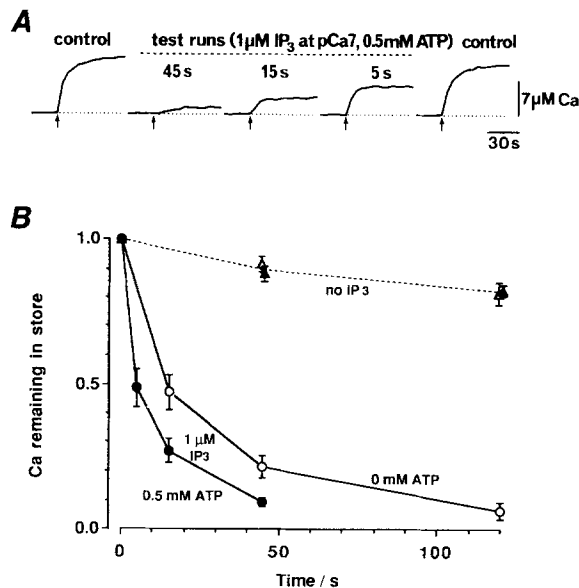 A
control test runs (1μM IP3 at pCa7, 0.5mM ATP) control
45s 15s 5s
7μM Ca
30s
B
Ca remaining in store
1.0
0.5
0.0
no IP3
1 μM
IP3
0.5 mM ATP
0 mM ATP
0 50 100
Time / s